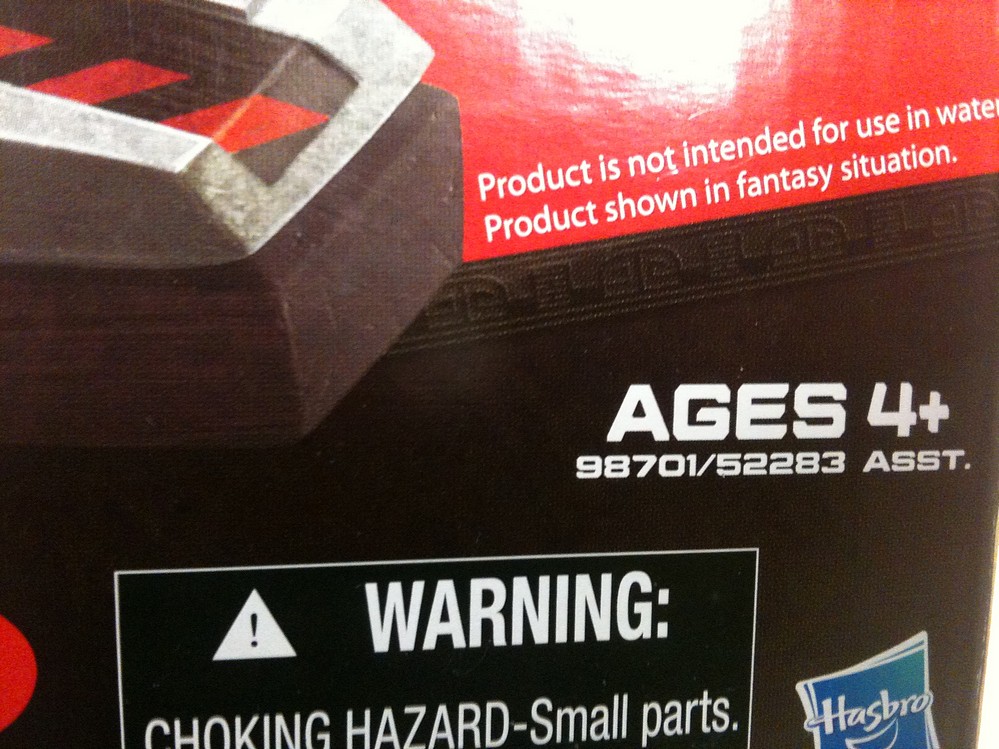 Product is not intended for use in water
Product shown in fantasy situation.
AGES 4+
98701/52283 ASST.
! WARNING:
CHOKING HAZARD-Small parts.
Hasbro